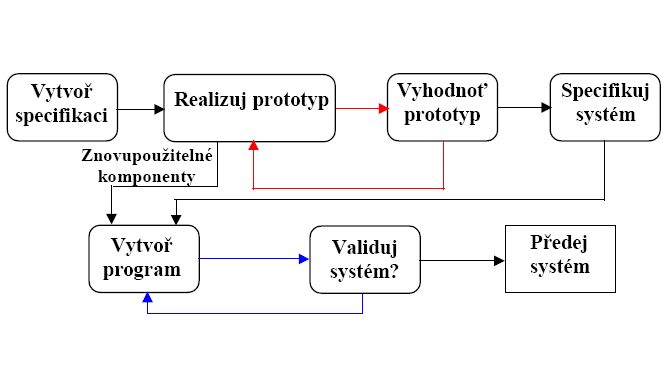 Vytvoř
specifikaci
Realizuj prototyp
Vyhodnoť
prototyp
Specifikuj
systém
Znovupoužitelné
komponenty
Vytvoř
program
Validuj
systém?
Předej
systém